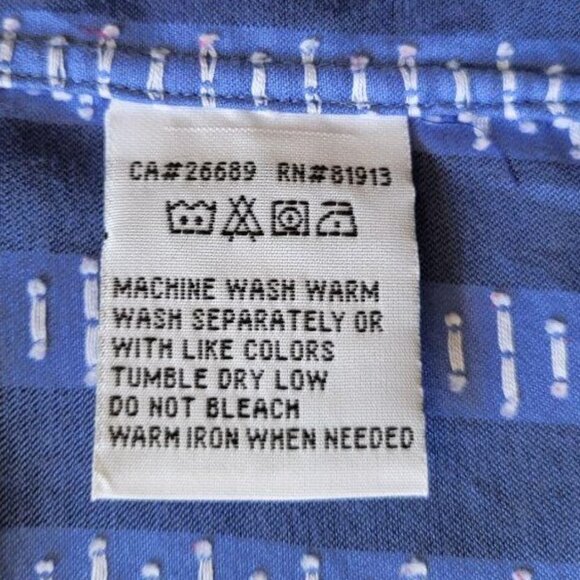 CA#26689 RN#81913
MACHINE WASH WARM
WASH SEPARATELY OR
WITH LIKE COLORS
TUMBLE DRY LOW
DO NOT BLEACH
WARM IRON WHEN NEEDED